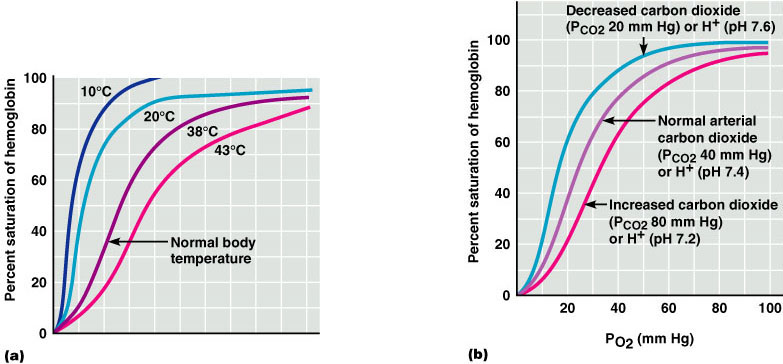 Percent saturation of hemoglobin
100
80
60
40
20
0
10°C
20°C
38°C
43°C
Normal body
temperature
(a)
Percent saturation of hemoglobin
100
80
60
40
20
0
Decreased carbon dioxide
(PCO2 20 mm Hg) or H+ (pH 7.6)
Normal arterial
carbon dioxide
(PCO2 40 mm Hg)
or H+ (pH 7.4)
Increased carbon dioxide
(PCO2 80 mm Hg)
or H+ (pH 7.2)
20 40 60 80 100
PO2 (mm Hg)
(b)